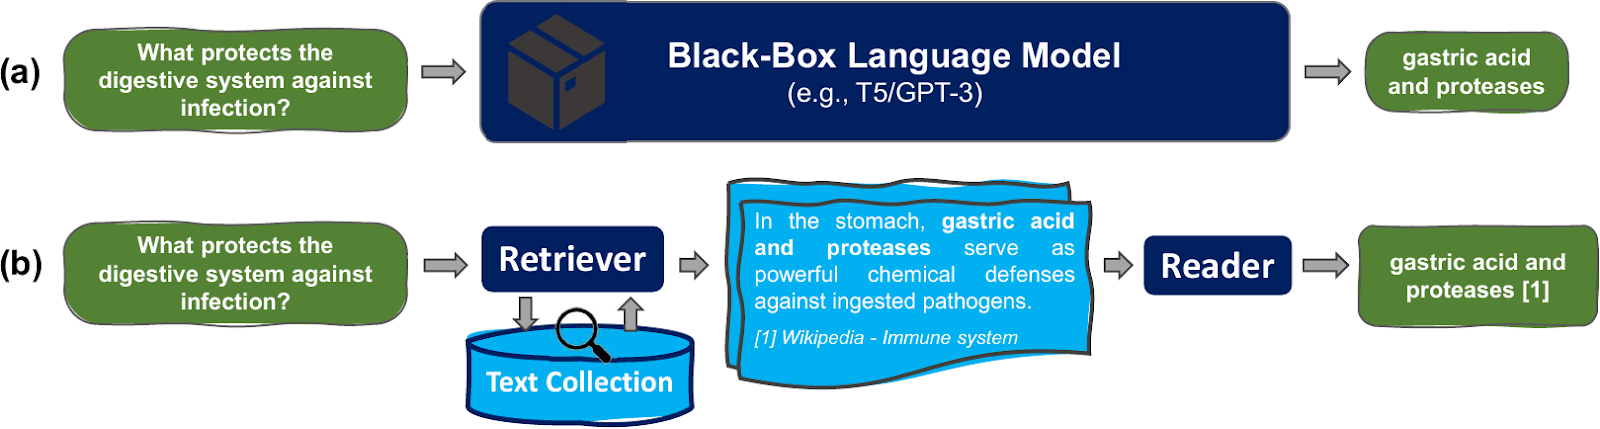 (a)
What protects the
digestive system against
infection?
Black-Box Language Model
(e.g., T5/GPT-3)
gastric acid
and proteases
(b)
What protects the
digestive system against
infection?
Retriever
Text Collection
In the stomach, gastric acid
and proteases serve as
powerful chemical defenses
against ingested pathogens.
[1] Wikipedia - Immune system
Reader
gastric acid and
proteases [1]